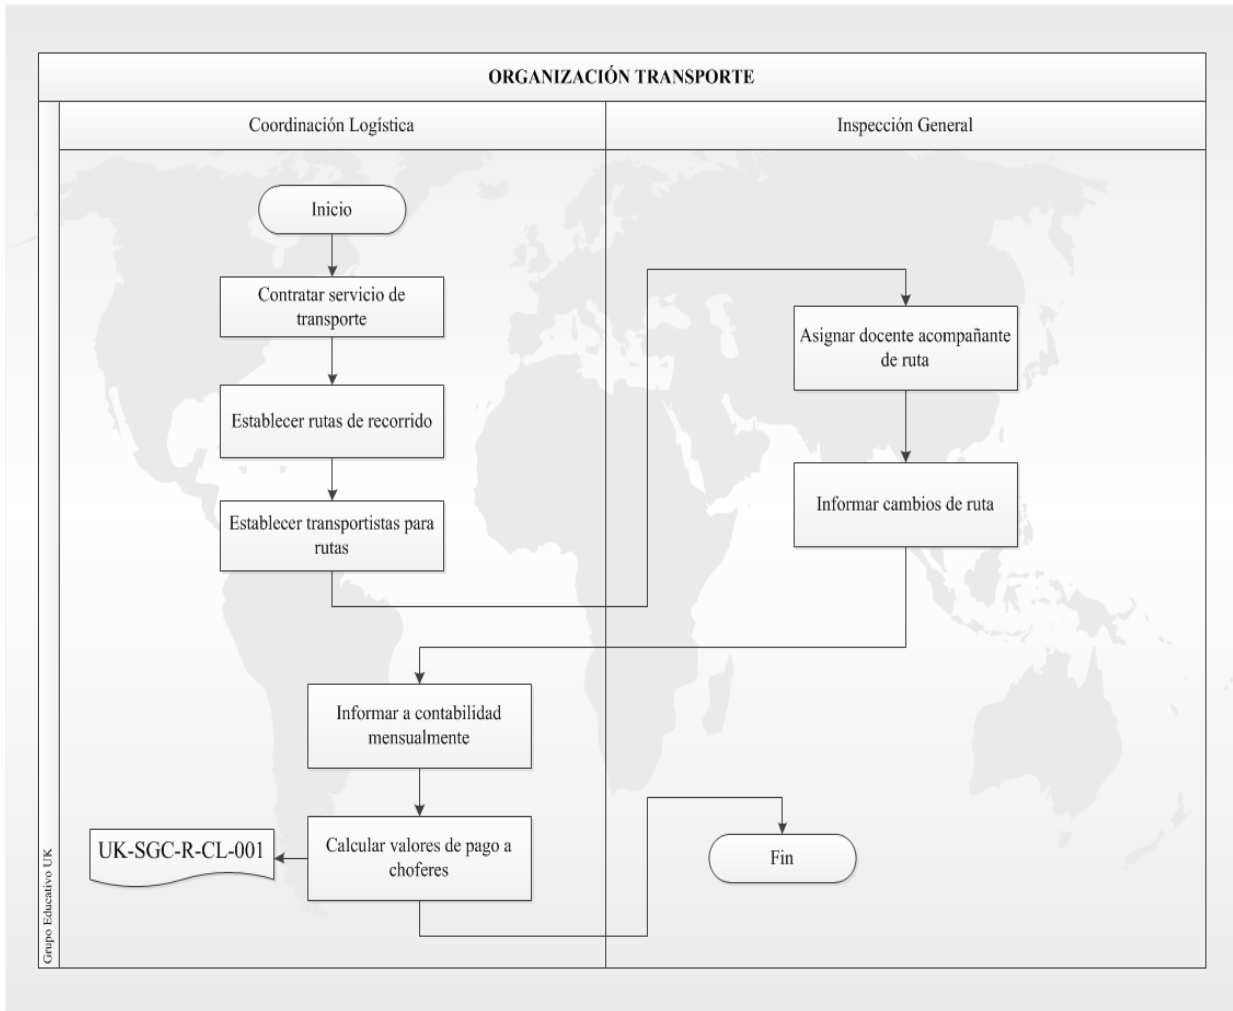 ORGANIZACIÓN TRANSPORTE
Coordinación Logística
Inspección General
Inicio
Contratar servicio de
transporte
Establecer rutas de recorrido
Establecer transportistas para
rutas
Asignar docente acompañante
de ruta
Informar cambios de ruta
Informar a contabilidad
mensualmente
Calcular valores de pago a
choferes
UK-SGC-R-CL-001
Fin
Grupo Educativo UK